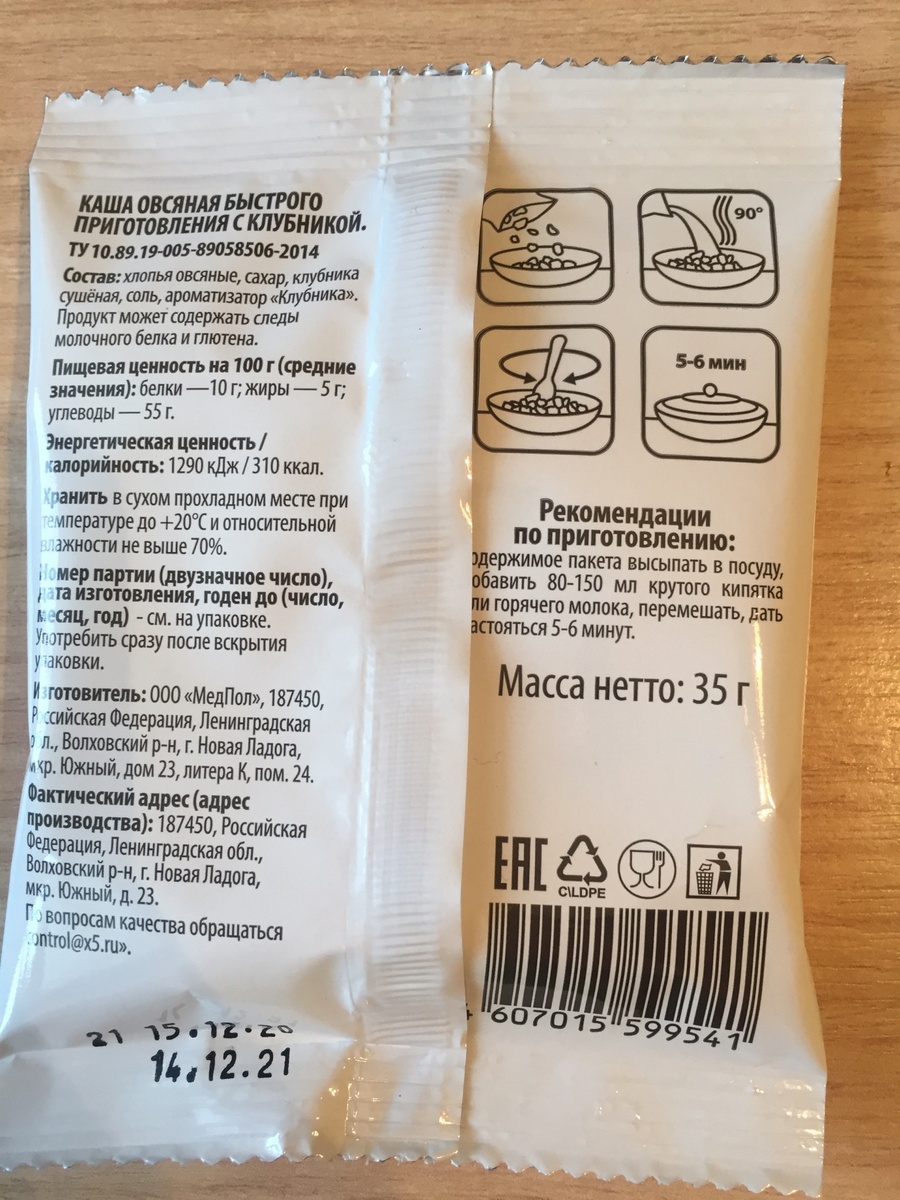 КАША ОВСЯНАЯ БЫСТРОГО
ПРИГОТОВЛЕНИЯ С КЛУБНИКОЙ.
ТУ 10.89.19-005-89058506-2014
Состав: хлопья овсяные, сахар, клубника
сушёная, соль, ароматизатор «Клубника».
Продукт может содержать следы
молочного белка и глютена.
Пищевая ценность на 100 г (средние
значения): белки —10 г; жиры — 5 г;
углеводы — 55 г.
Энергетическая ценность /
калорийность: 1290 кДж / 310 ккал.
Хранить в сухом прохладном месте при
температуре до +20°С и относительной
влажности не выше 70%.
Номер партии (двузначное число),
дата изготовления, годен до (число,
месяц, год) - см. на упаковке.
Употребить сразу после вскрытия
упаковки.
Изготовитель: ООО «МедПол», 187450,
Российская Федерация, Ленинградская
обл., Волховский р-н, г. Новая Ладога,
мкр. Южный, дом 23, литера К, пом. 24.
Фактический адрес (адрес
производства): 187450, Российская
Федерация, Ленинградская обл.,
Волховский р-н, г. Новая Ладога,
мкр. Южный, д. 23.
По вопросам качества обращаться
control@x5.ru».
21 15.12.20
14.12.21
90°
5-6 мин
Рекомендации
по приготовлению:
одержимое пакета высыпать в посуду,
обавить 80-150 мл крутого кипятка
ли горячего молока, перемешать, дать
астояться 5-6 минут.
Масса нетто: 35 г
ЕАС
C\LDPE
4 607015 599541